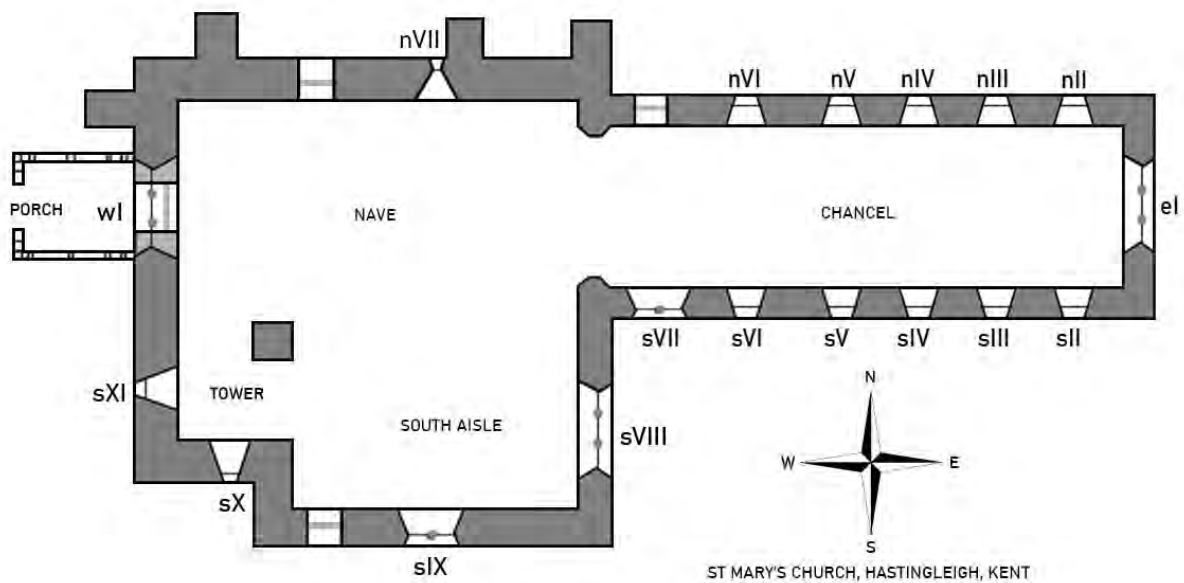 nVII
nVI
nV
nIV
nIII
nII
PORCH
wI
NAVE
CHANCEL
eI
sVII
sVI
sV
sIV
sIII
sII
sXI
TOWER
SOUTH AISLE
sVIII
N
W
E
S
sX
sIX
ST MARY'S CHURCH, HASTINGLEIGH, KENT